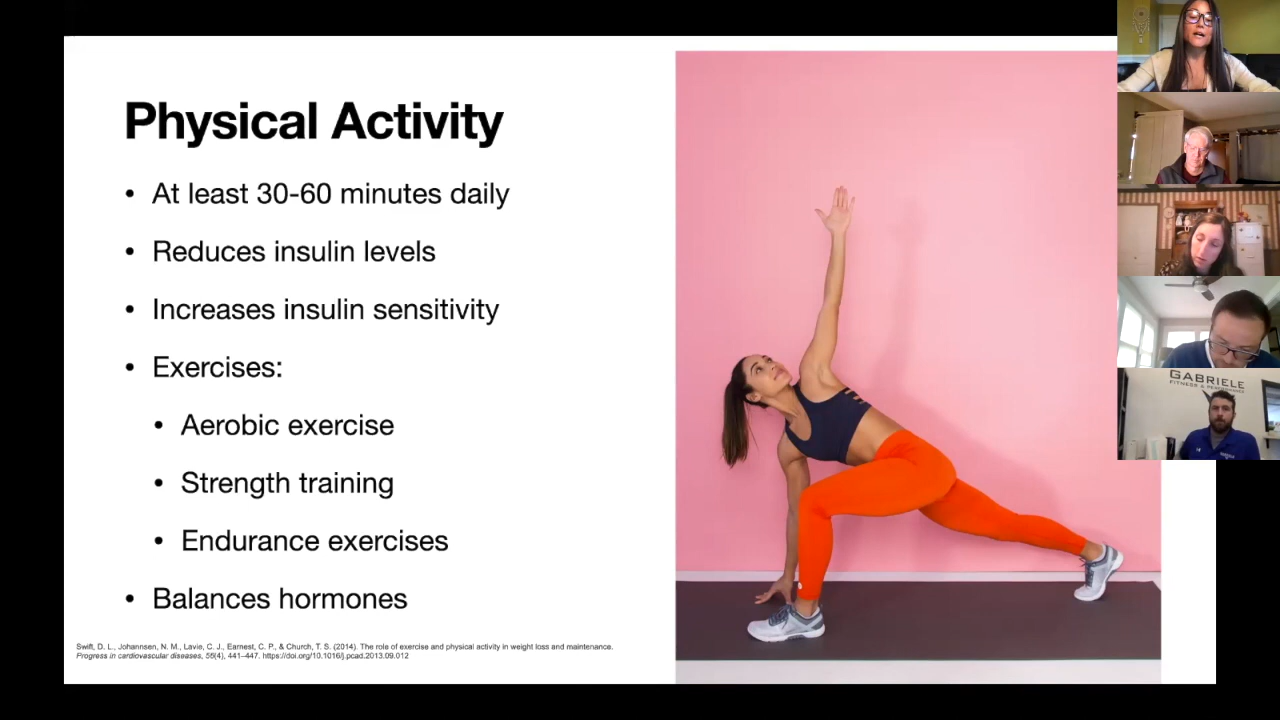 Physical Activity
• At least 30-60 minutes daily
• Reduces insulin levels
• Increases insulin sensitivity
• Exercises:
• Aerobic exercise
• Strength training
• Endurance exercises
• Balances hormones
Swift, D. L., Johannsen, N. M., Lavie, C. J., Earnest, C. P., & Church, T. S. (2014). The role of exercise and physical activity in weight loss and maintenance.
Progress in cardiovascular diseases, 56(4), 441–447. https://doi.org/10.1016/j.pcad.2013.09.012
GABRIELE
FITNESS & PERFORMANCE